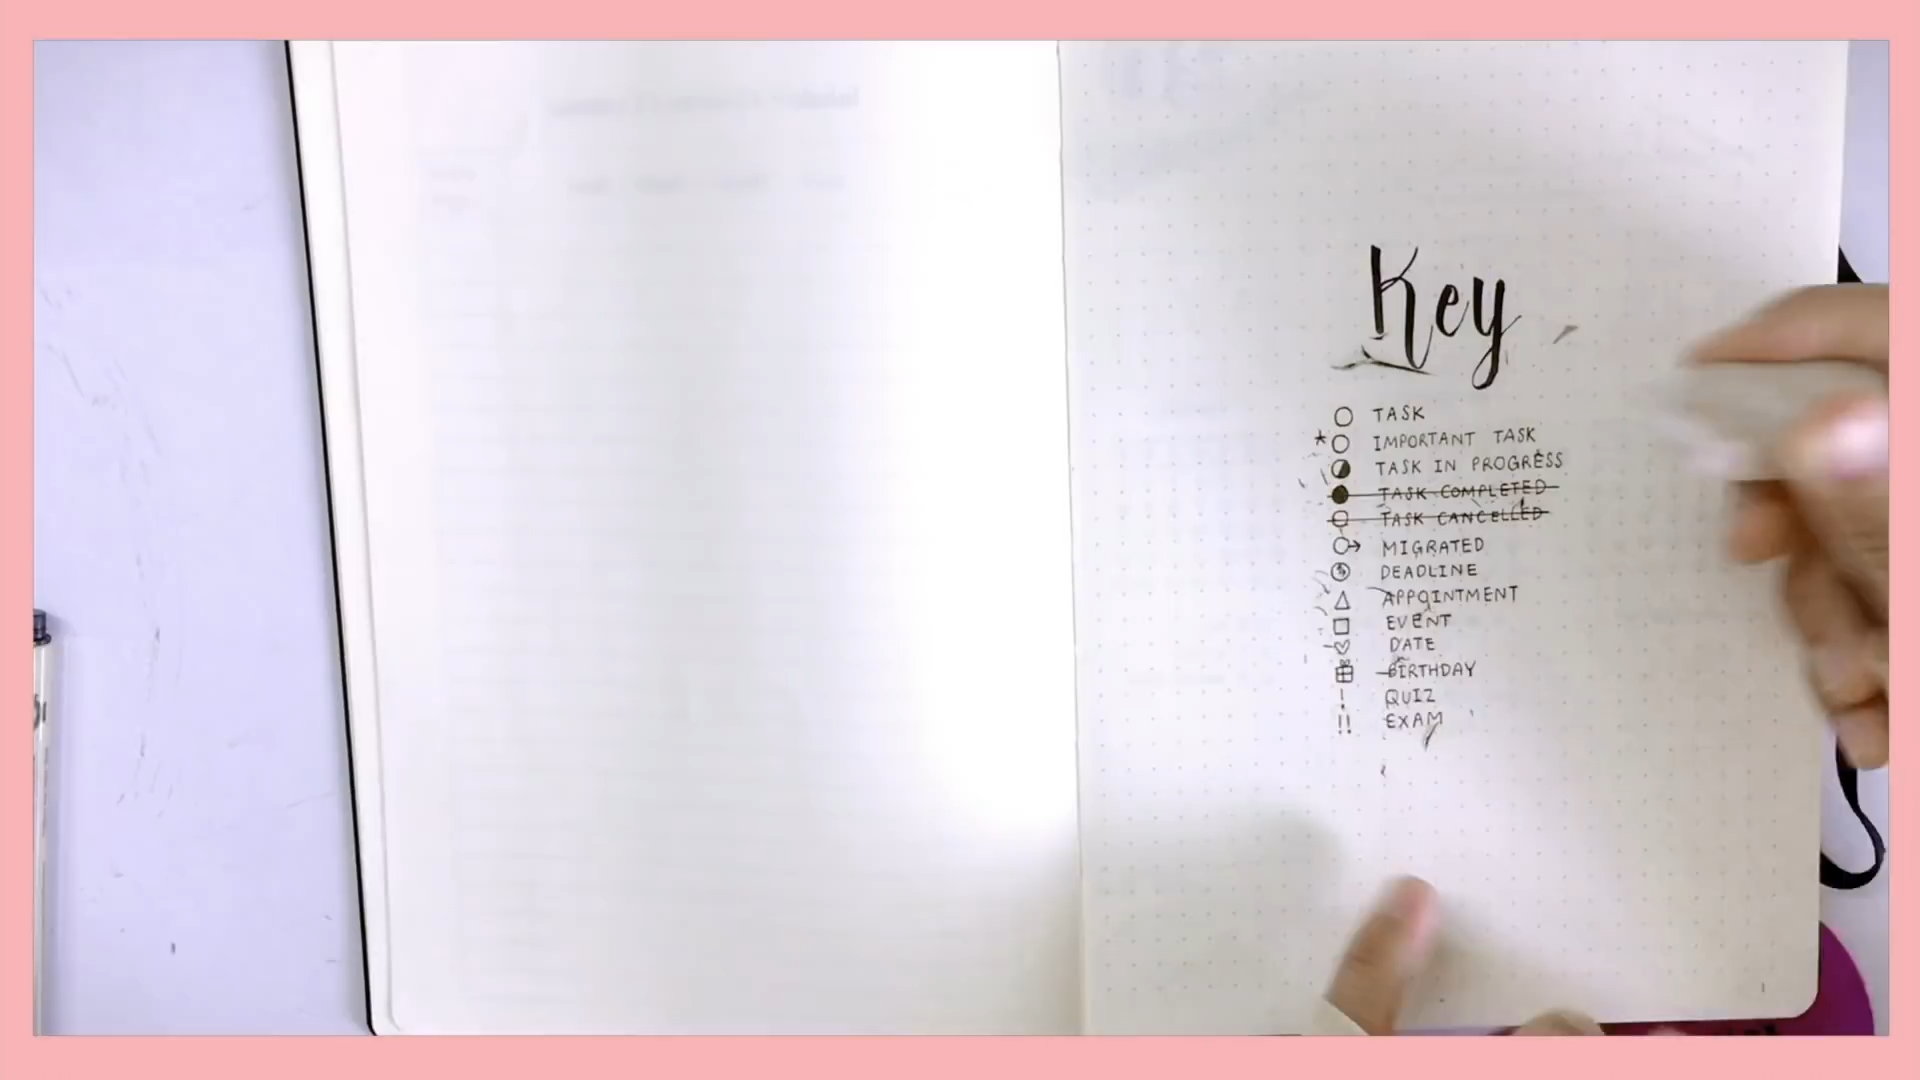 Key
TASK
* IMPORTANT TASK
TASK IN PROGRESS
TASK COMPLETED
TASK CANCELLED
MIGRATED
DEADLINE
APPOINTMENT
EVENT
DATE
BIRTHDAY
! QUIZ
!! EXAM